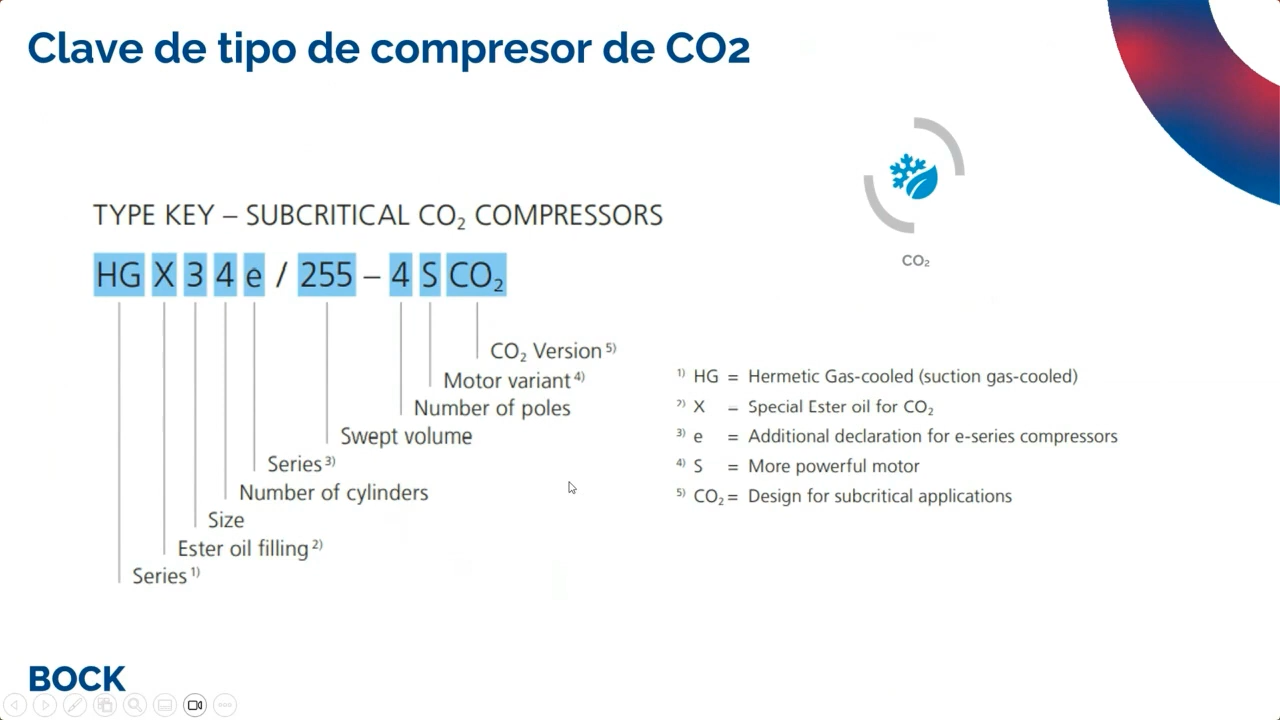 Clave de tipo de compresor de CO2
TYPE KEY – SUBCRITICAL CO₂ COMPRESSORS
HG X 3 4 e / 255 – 4 S CO₂
CO₂ Version ⁵⁾
Motor variant ⁴⁾
Number of poles
Swept volume
Series ³⁾
Number of cylinders
Size
Ester oil filling ²⁾
Series ¹⁾
CO₂
¹⁾ HG = Hermetic Gas-cooled (suction gas-cooled)
²⁾ X = Special Ester oil for CO₂
³⁾ e = Additional declaration for e-series compressors
⁴⁾ S = More powerful motor
⁵⁾ CO₂ = Design for subcritical applications
BOCK